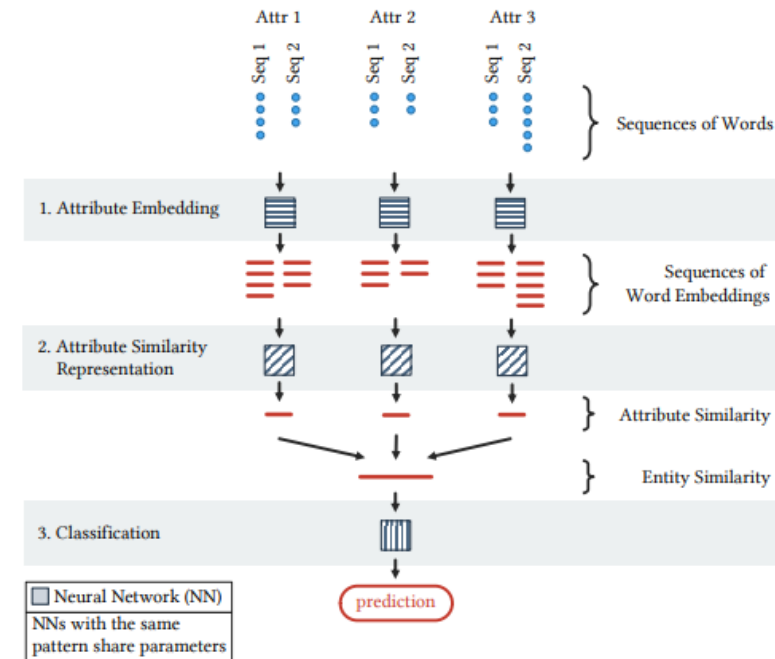 Attr 1 Attr 2 Attr 3
Seq 1 Seq 2 Seq 1 Seq 2 Seq 1 Seq 2
Sequences of Words
1. Attribute Embedding
Sequences of
Word Embeddings
2. Attribute Similarity
Representation
Attribute Similarity
Entity Similarity
3. Classification
prediction
Neural Network (NN)
NNs with the same
pattern share parameters